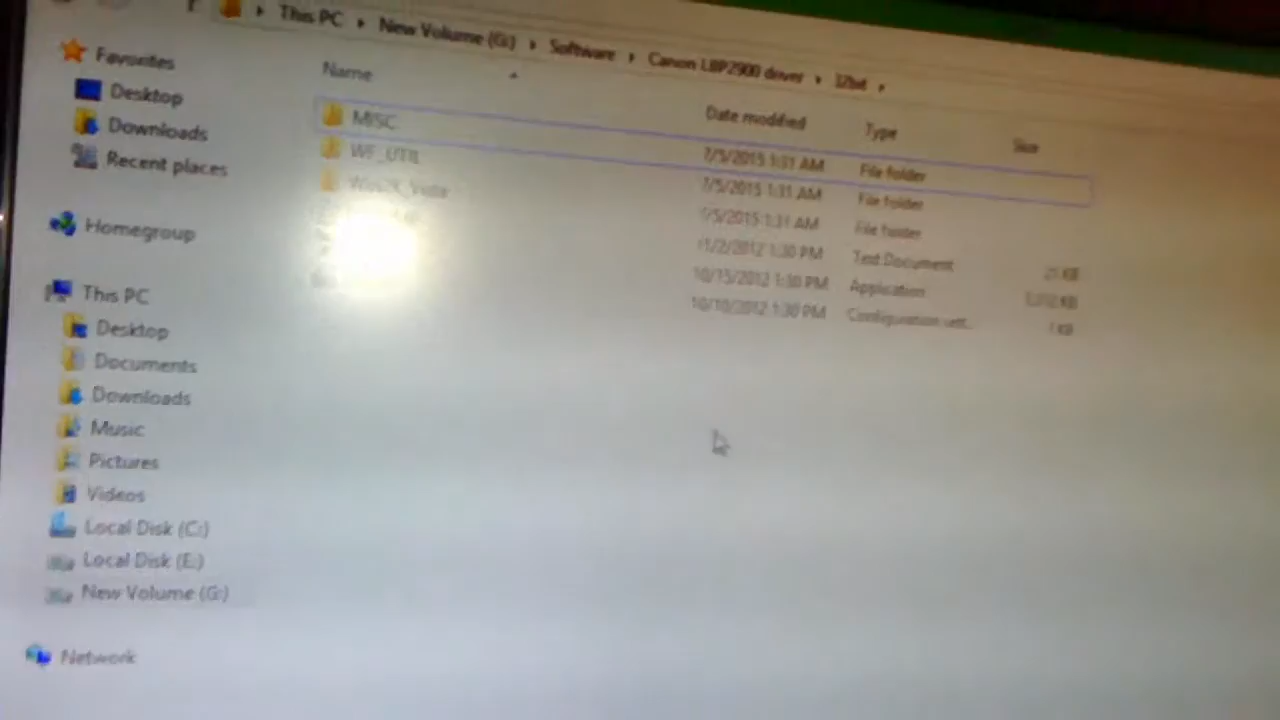 This PC New Volume (G:) Software Canon LBP2900 driver 32bit
Favorites
Desktop
Downloads
Recent places
Homegroup
This PC
Desktop
Documents
Downloads
Music
Pictures
Videos
Local Disk (C:)
Local Disk (E:)
New Volume (G:)
Network
Name Date modified Type Size
MISC 7/5/2015 1:31 AM File folder
WF_UTIL 7/5/2015 1:31 AM File folder
Win2K_Vista 7/5/2015 1:31 AM File folder
11/2/2012 1:30 PM Text Document 21 KB
10/15/2012 1:30 PM Application KB
10/10/2012 1:30 PM Configuration sett... 1 KB